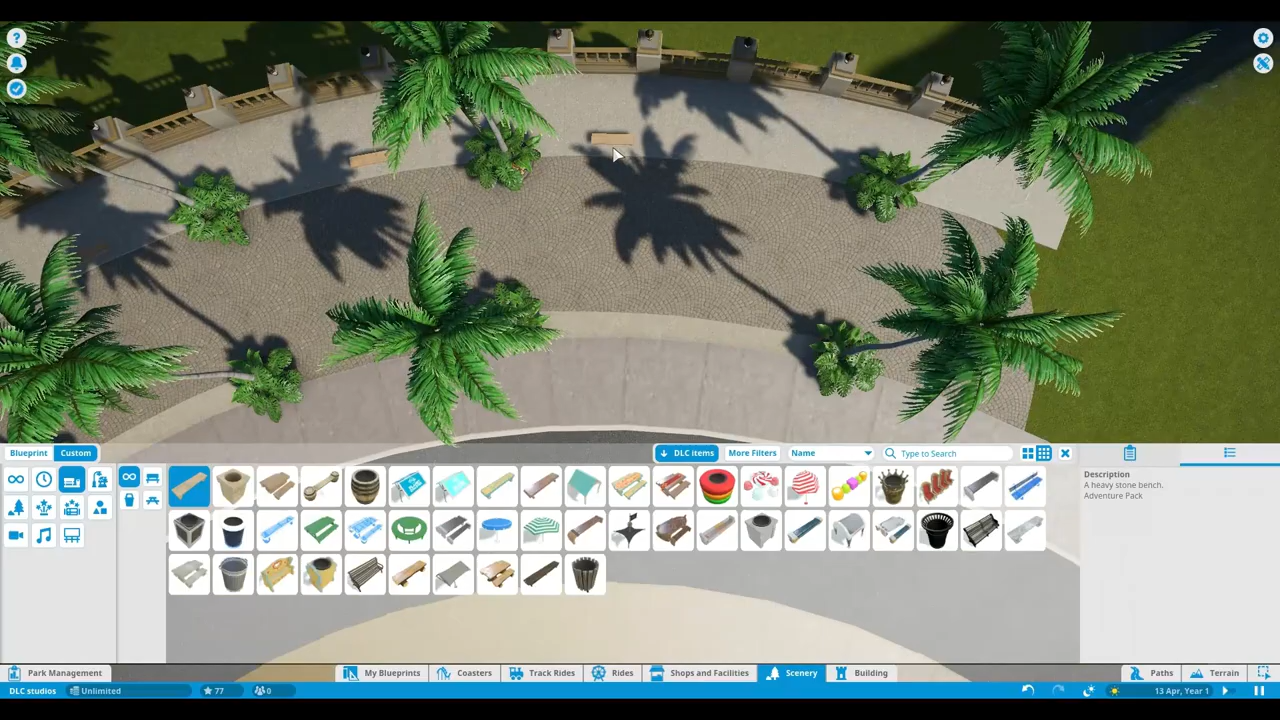 ?
Blueprint Custom DLC items More Filters Name Type to Search
Description
A heavy stone bench.
Adventure Pack
Park Management My Blueprints Coasters Track Rides Rides Shops and Facilities Scenery Building Paths Terrain
DLC studios Unlimited 77 0 13 Apr, Year 1